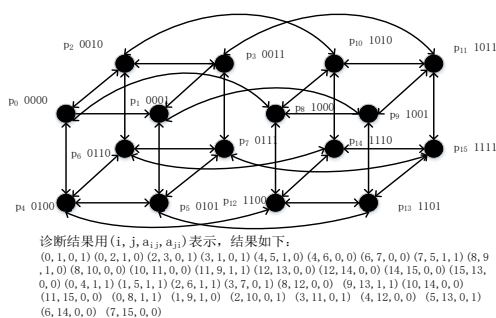 p10 1010
p11 1011
p2 0010
p3 0011
p0 0000
p1 0001
p8 1000
p9 1001
p6 0110
p7 0111
p14 1110
p15 1111
p4 0100
p5 0101
p12 1100
p13 1101
诊断结果用(i,j,aij,aji)表示，结果如下：
(0,1,0,1)(0,2,1,0)(2,3,0,1)(3,1,0,1)(4,5,1,0)(4,6,0,0)(6,7,0,0)(7,5,1,1)(8,9
,1,0)(8,10,0,0)(10,11,0,0)(11,9,1,1)(12,13,0,0)(12,14,0,0)(14,15,0,0)(15,13,
0,0)(0,4,1,1)(1,5,1,1)(2,6,1,1)(3,7,0,1)(8,12,0,0) (9,13,1,1)(10,14,0,0)
(11,15,0,0) (0,8,1,1) (1,9,1,0) (2,10,0,1) (3,11,0,1) (4,12,0,0) (5,13,0,1)
(6,14,0,0) (7,15,0,0)